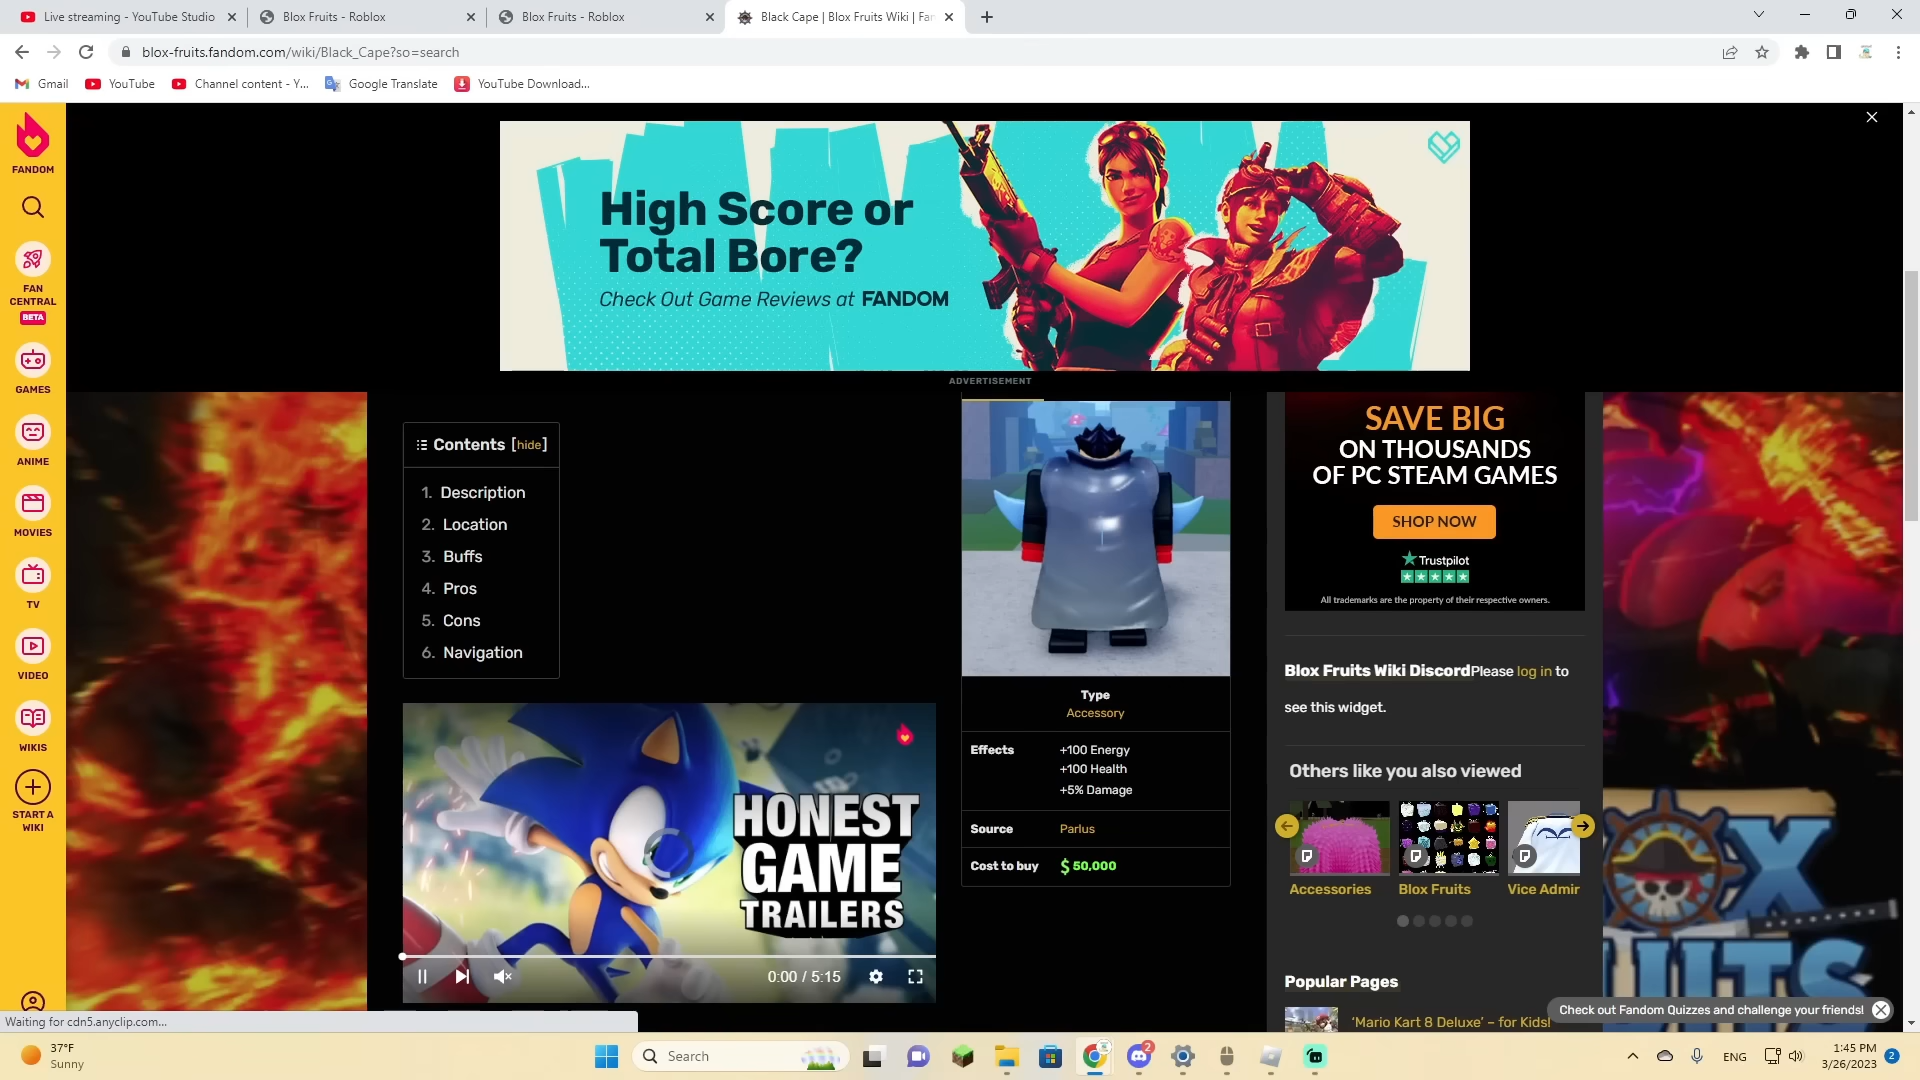 Live streaming - YouTube Studio
Blox Fruits - Roblox
Blox Fruits - Roblox
Black Cape | Blox Fruits Wiki | Fan
blox-fruits.fandom.com/wiki/Black_Cape?so=search
Gmail
YouTube
Channel content - Y...
Google Translate
YouTube Download...
FANDOM
FAN
CENTRAL
BETA
GAMES
ANIME
MOVIES
TV
VIDEO
WIKIS
START A
WIKI
High Score or
Total Bore?
Check Out Game Reviews at FANDOM
ADVERTISEMENT
Contents [hide]
1. Description
2. Location
3. Buffs
4. Pros
5. Cons
6. Navigation
HONEST
GAME
TRAILERS
0:00 / 5:15
Type
Accessory
Effects
+100 Energy
+100 Health
+5% Damage
Source
Parlus
Cost to buy
$ 50,000
SAVE BIG
ON THOUSANDS
OF PC STEAM GAMES
SHOP NOW
Trustpilot
All trademarks are the property of their respective owners.
Blox Fruits Wiki DiscordPlease log in to
see this widget.
Others like you also viewed
Accessories
Blox Fruits
Vice Admir
Popular Pages
'Mario Kart 8 Deluxe' – for Kids!
Check out Fandom Quizzes and challenge your friends!
Waiting for cdn5.anyclip.com...
37°F
Sunny
Search
2
ENG
1:45 PM
3/26/2023
2